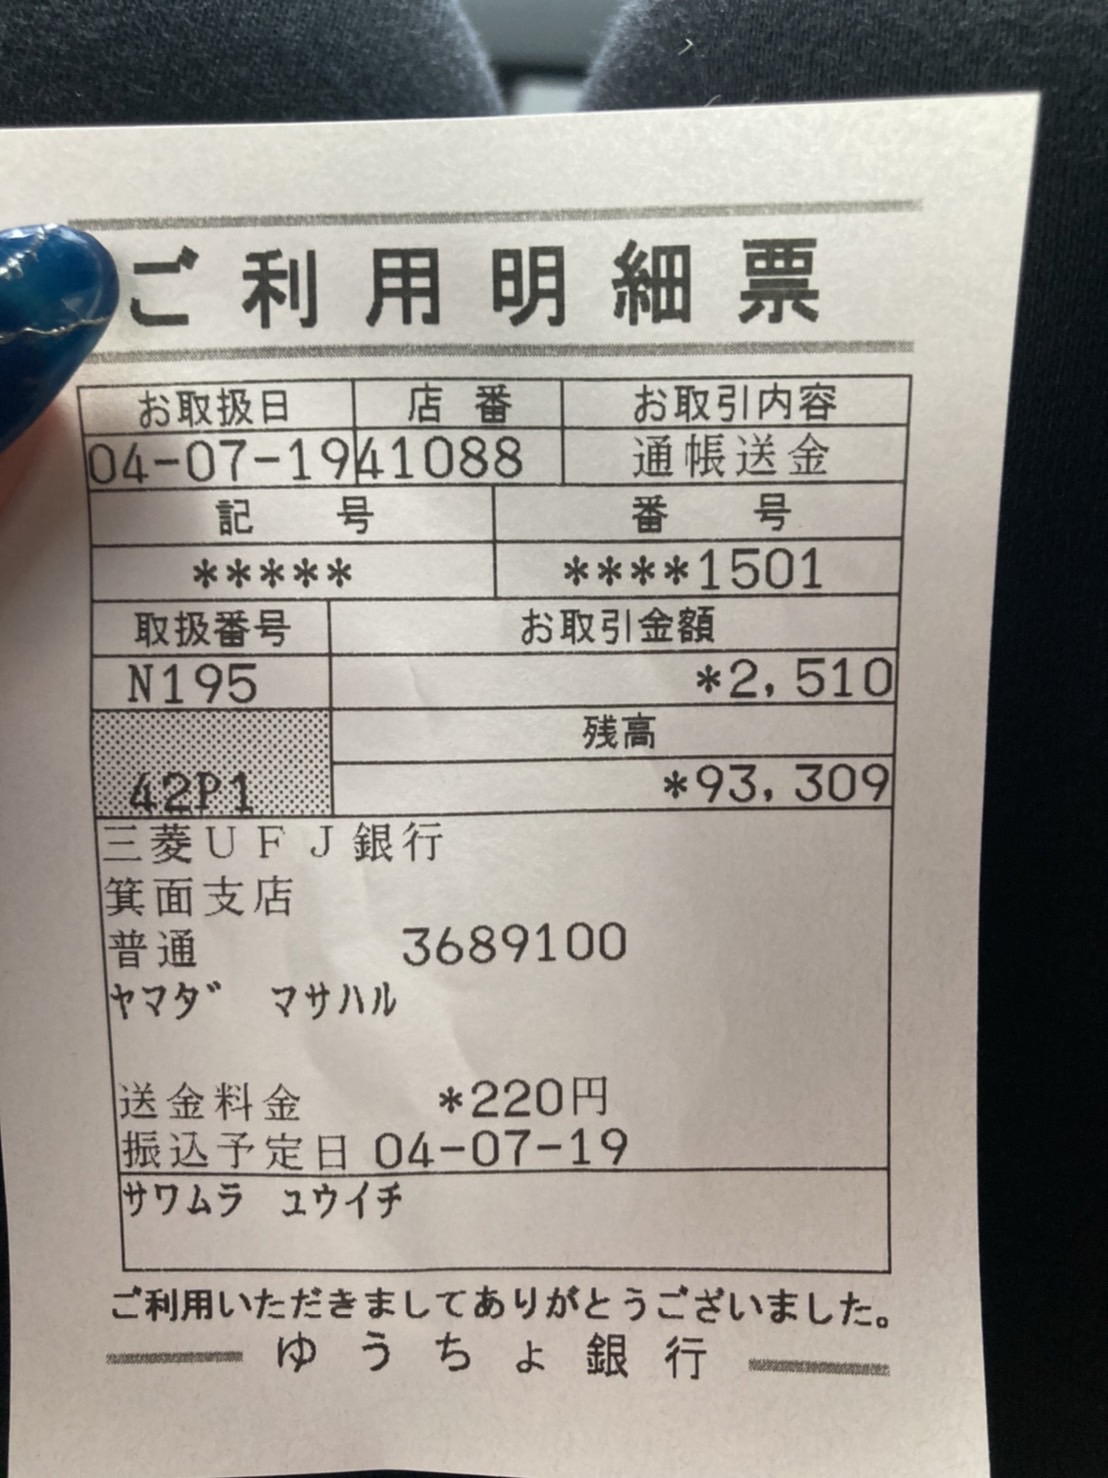 ご利用明細票
お取扱日 店番 お取引内容
04-07-19 41088 通帳送金
記号 番号
***** ****1501
取扱番号 お取引金額
N195 *2,510
残高
42P1 *93,309
三菱UFJ銀行
箕面支店
普通 3689100
ヤマダ マサハル
送金料金 *220円
振込予定日 04-07-19
サワムラ ユウイチ
ご利用いただきましてありがとうございました。
ゆうちょ銀行